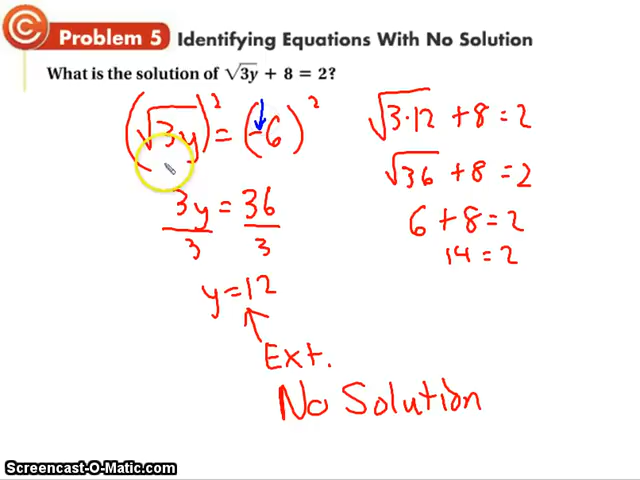 C Problem 5 Identifying Equations With No Solution
What is the solution of √3y + 8 = 2?
(√3y)² = (-6)²
3y = 36
3 3
y = 12
Ext.
No Solution
√3·12 + 8 = 2
√36 + 8 = 2
6 + 8 = 2
14 = 2
Screencast-O-Matic.com